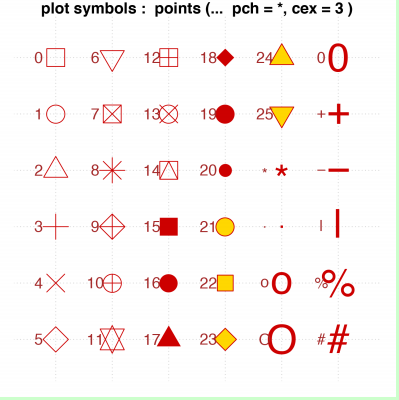 plot symbols : points (... pch = *, cex = 3 )
0 6 12 18 24 0 0
1 7 13 19 25 + +
2 8 14 20 * *
3 9 15 21 · ·
4 10 16 22 o o
5 11 17 23 O O
− −
| |
% %
# #